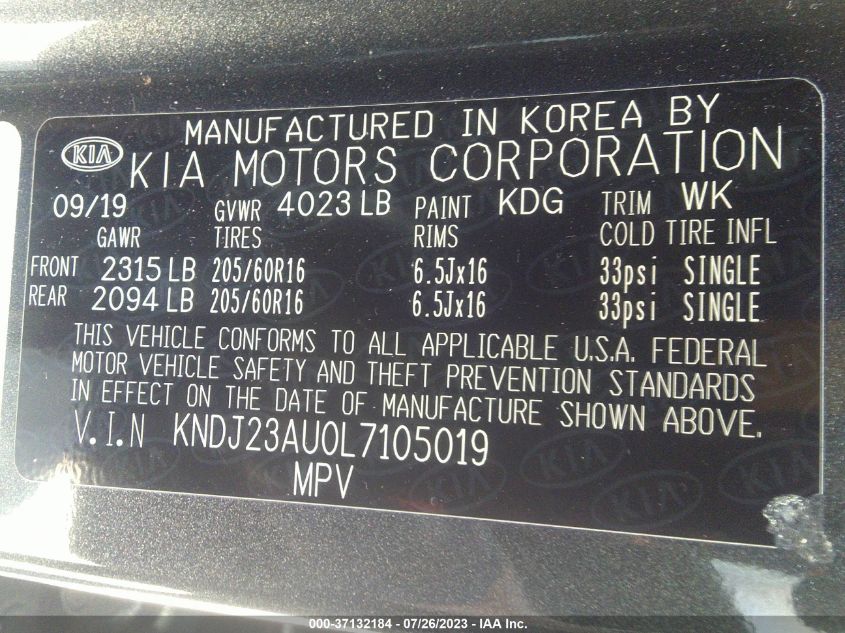 MANUFACTURED IN KOREA BY
KIA KIA MOTORS CORPORATION
09/19 GVWR 4023 LB PAINT KDG TRIM WK
GAWR TIRES RIMS COLD TIRE INFL
FRONT 2315 LB 205/60R16 6.5Jx16 33psi SINGLE
REAR 2094 LB 205/60R16 6.5Jx16 33psi SINGLE
THIS VEHICLE CONFORMS TO ALL APPLICABLE U.S.A. FEDERAL
MOTOR VEHICLE SAFETY AND THEFT PREVENTION STANDARDS
IN EFFECT ON THE DATE OF MANUFACTURE SHOWN ABOVE.
V.I.N KNDJ23AU0L7105019
MPV
000-37132184 - 07/26/2023 - IAA Inc.